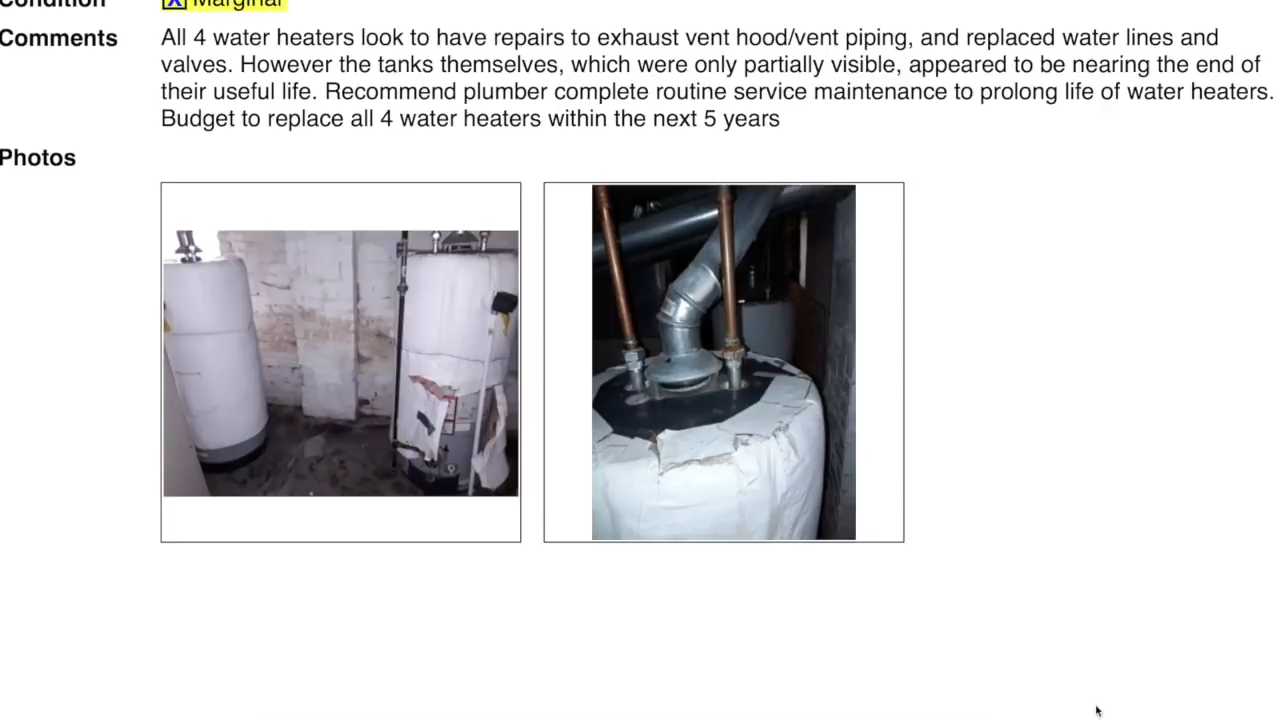 Condition X Marginal
Comments All 4 water heaters look to have repairs to exhaust vent hood/vent piping, and replaced water lines and
valves. However the tanks themselves, which were only partially visible, appeared to be nearing the end of
their useful life. Recommend plumber complete routine service maintenance to prolong life of water heaters.
Budget to replace all 4 water heaters within the next 5 years
Photos